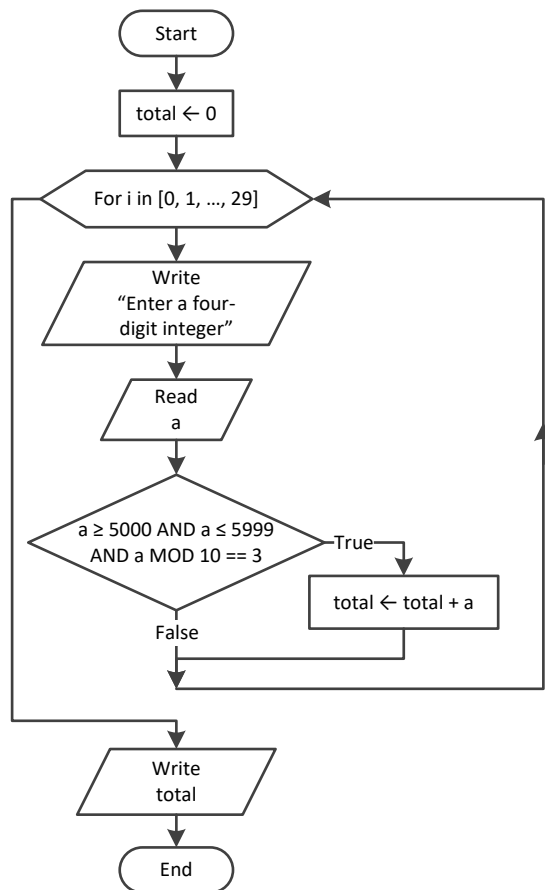 Start
total ← 0
For i in [0, 1, …, 29]
Write
“Enter a four-
digit integer”
Read
a
a ≥ 5000 AND a ≤ 5999
AND a MOD 10 == 3
True
total ← total + a
False
Write
total
End